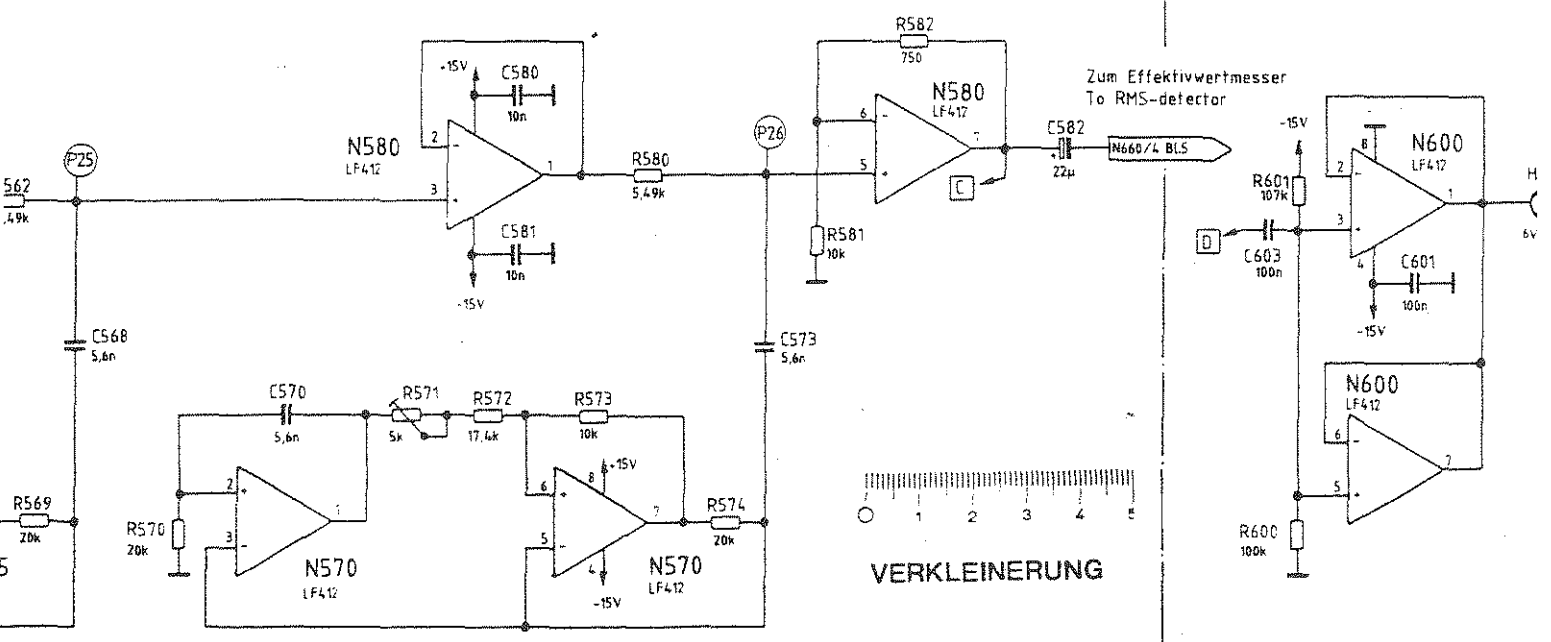 R582
750
Zum Effektivwertmesser
To RMS-detector
+15V
C580
10n
N580
LF412
2
-
3
+
1
N580
LF412
6
-
5
+
7
C582
+
22µ
N660/4 BL5
C
P25
562
,49k
R580
5,49k
P26
C581
10n
-15V
R581
10k
-15V
N600
LF412
8
2
-
3
+
1
4
R601
107k
D
C603
100n
C601
100n
-15V
H
6V
C568
5,6n
C573
5,6n
C570
5,6n
R571
5k
R572
17,4k
R573
10k
N600
LF412
6
-
5
+
7
R600
100k
R569
20k
5
R570
20k
2
+
3
-
1
N570
LF412
8
+15V
6
+
5
-
7
4
-15V
R574
20k
N570
LF412
0 1 2 3 4 5
VERKLEINERUNG